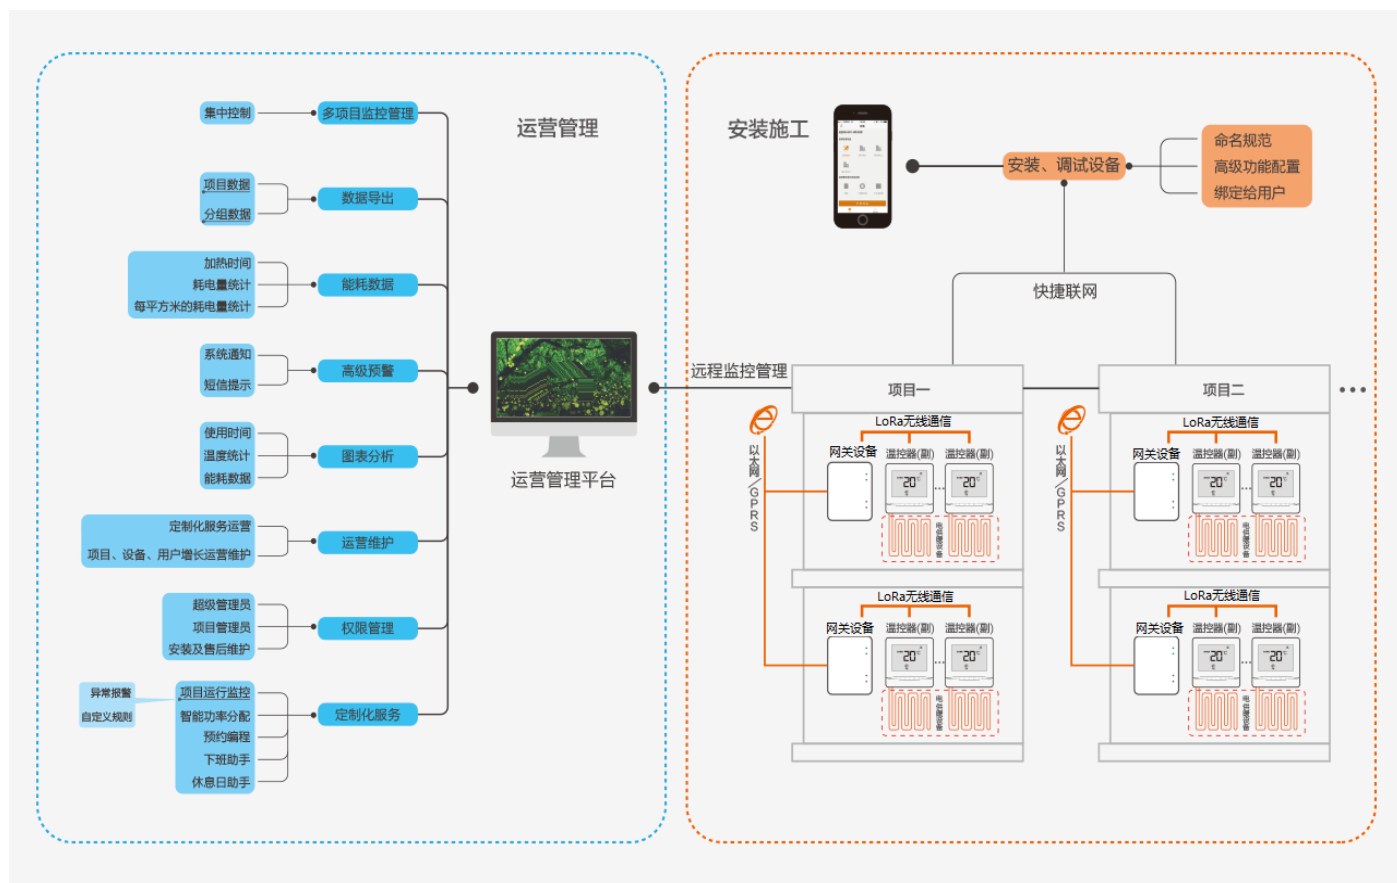 运营管理
集中控制
多项目监控管理
项目数据
分组数据
数据导出
加热时间
耗电量统计
每平方米的耗电量统计
能耗数据
系统通知
短信提示
高级预警
使用时间
温度统计
能耗数据
图表分析
定制化服务运营
项目、设备、用户增长运营维护
运营维护
超级管理员
项目管理员
安装及售后维护
权限管理
异常报警
自定义规则
项目运行监控
智能功率分配
预约编程
下班助手
休息日助手
定制化服务
运营管理平台
安装施工
安装、调试设备
命名规范
高级功能配置
绑定给用户
快捷联网
远程监控管理
项目一
以太网/GPRS
LoRa无线通信
网关设备
温控器(副)
温控器(副)
20
20
LoRa无线通信
网关设备
温控器(副)
温控器(副)
20
20
项目二
以太网/GPRS
LoRa无线通信
网关设备
温控器(副)
温控器(副)
20
20
LoRa无线通信
网关设备
温控器(副)
温控器(副)
20
20